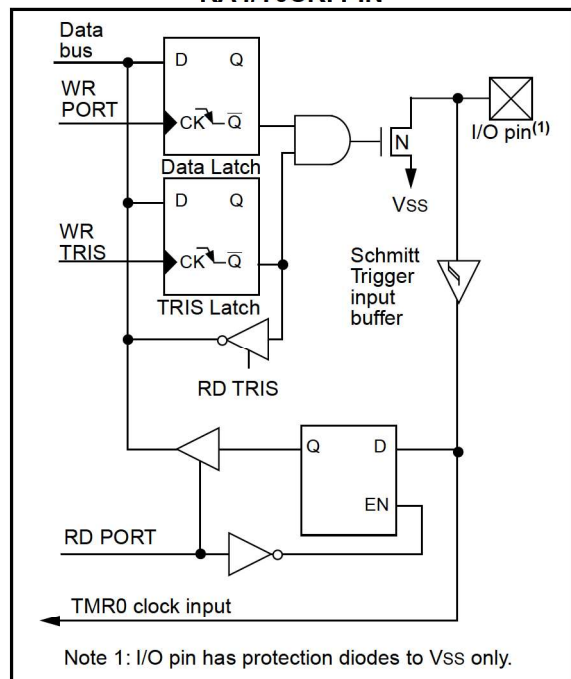 Data
bus
D Q
WR
PORT
CK Q
Data Latch
N
I/O pin(1)
VSS
D Q
WR
TRIS
CK Q
TRIS Latch
Schmitt
Trigger
input
buffer
RD TRIS
Q D
EN
RD PORT
TMR0 clock input
Note 1: I/O pin has protection diodes to VSS only.